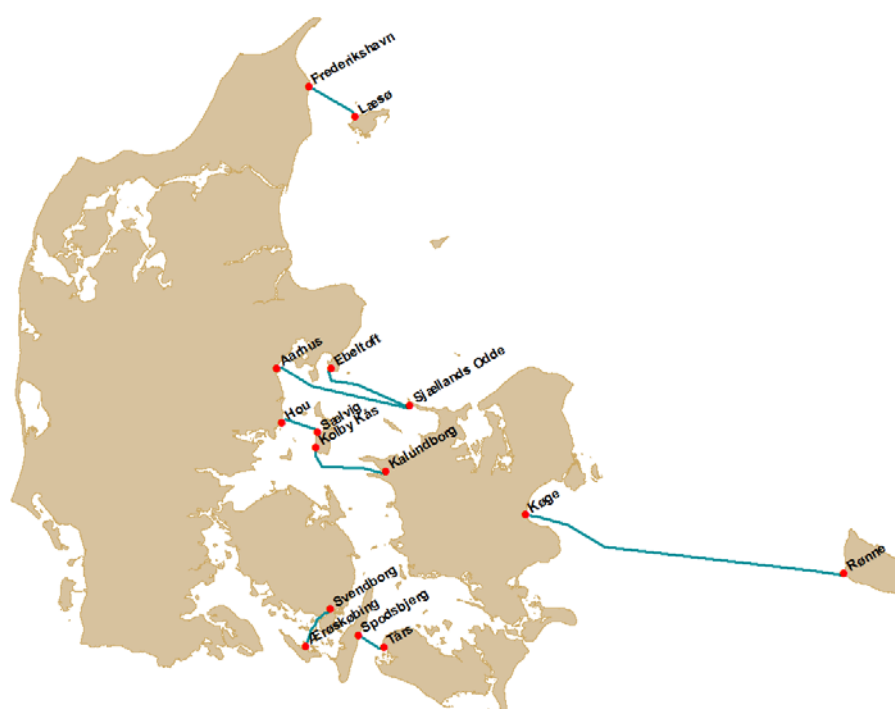 Frederikshavn
Læsø
Aarhus
Ebeltoft
Sjællands Odde
Hou
Sælvig
Kolby Kås
Kalundborg
Køge
Rønne
Svendborg
Ærøskøbing
Spodsbjerg
Tårs